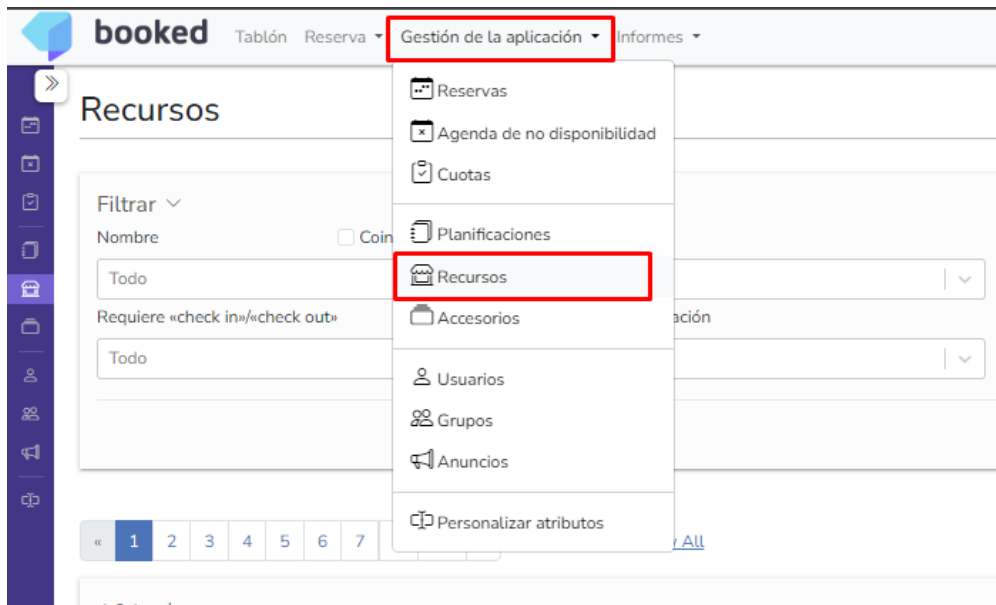 booked
Tablón Reserva Gestión de la aplicación Informes
Recursos
Reservas
Agenda de no disponibilidad
Cuotas
Planificaciones
Recursos
Accesorios
Usuarios
Grupos
Anuncios
Personalizar atributos
Filtrar
Nombre
Todo
Requiere «check in»/«check out»
Todo
« 1 2 3 4 5 6 7
All